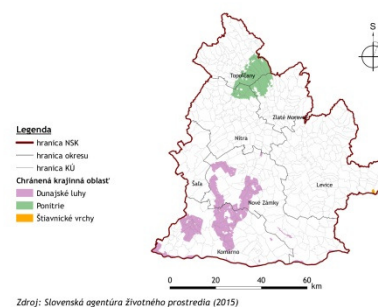 S
Topoľčany
Zlaté Moravce
Nitra
Šaľa
Levice
Nové Zámky
Komárno
Legenda
hranica NSK
hranica okresu
hranica KÚ
Chránená krajinná oblasť
Dunajské luhy
Ponitrie
Štiavnické vrchy
0 20 40 60
km
Zdroj: Slovenská agentúra životného prostredia (2015)